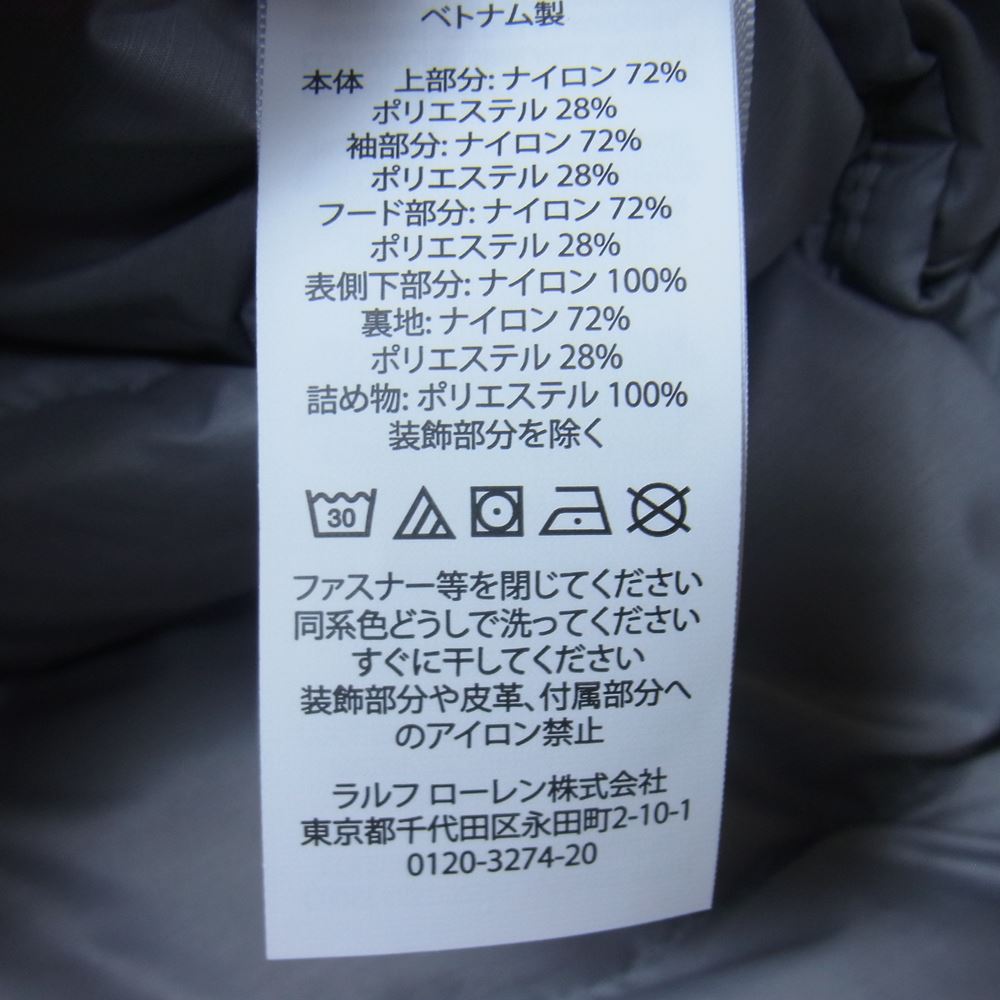 ベトナム製
本体　上部分: ナイロン 72%
ポリエステル 28%
袖部分: ナイロン 72%
ポリエステル 28%
フード部分: ナイロン 72%
ポリエステル 28%
表側下部分: ナイロン 100%
裏地: ナイロン 72%
ポリエステル 28%
詰め物: ポリエステル 100%
装飾部分を除く
30
ファスナー等を閉じてください
同系色どうしで洗ってください
すぐに干してください
装飾部分や皮革、付属部分へ
のアイロン禁止
ラルフ ローレン株式会社
東京都千代田区永田町2-10-1
0120-3274-20